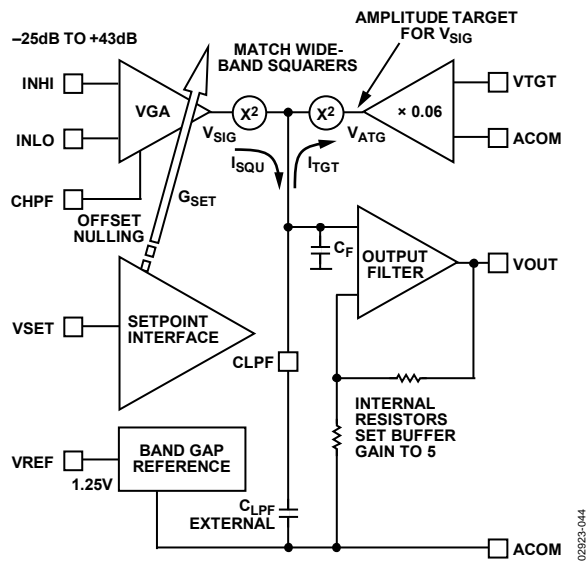 –25dB TO +43dB
AMPLITUDE TARGET
FOR VSIG
MATCH WIDE-
BAND SQUARERS
INHI
VGA
X2
X2
× 0.06
VTGT
VSIG
VATG
INLO
ACOM
ISQU
ITGT
CHPF
GSET
OFFSET
NULLING
CF
OUTPUT
FILTER
VOUT
VSET
SETPOINT
INTERFACE
CLPF
INTERNAL
RESISTORS
SET BUFFER
GAIN TO 5
VREF
BAND GAP
REFERENCE
1.25V
CLPF
EXTERNAL
ACOM
02923-044